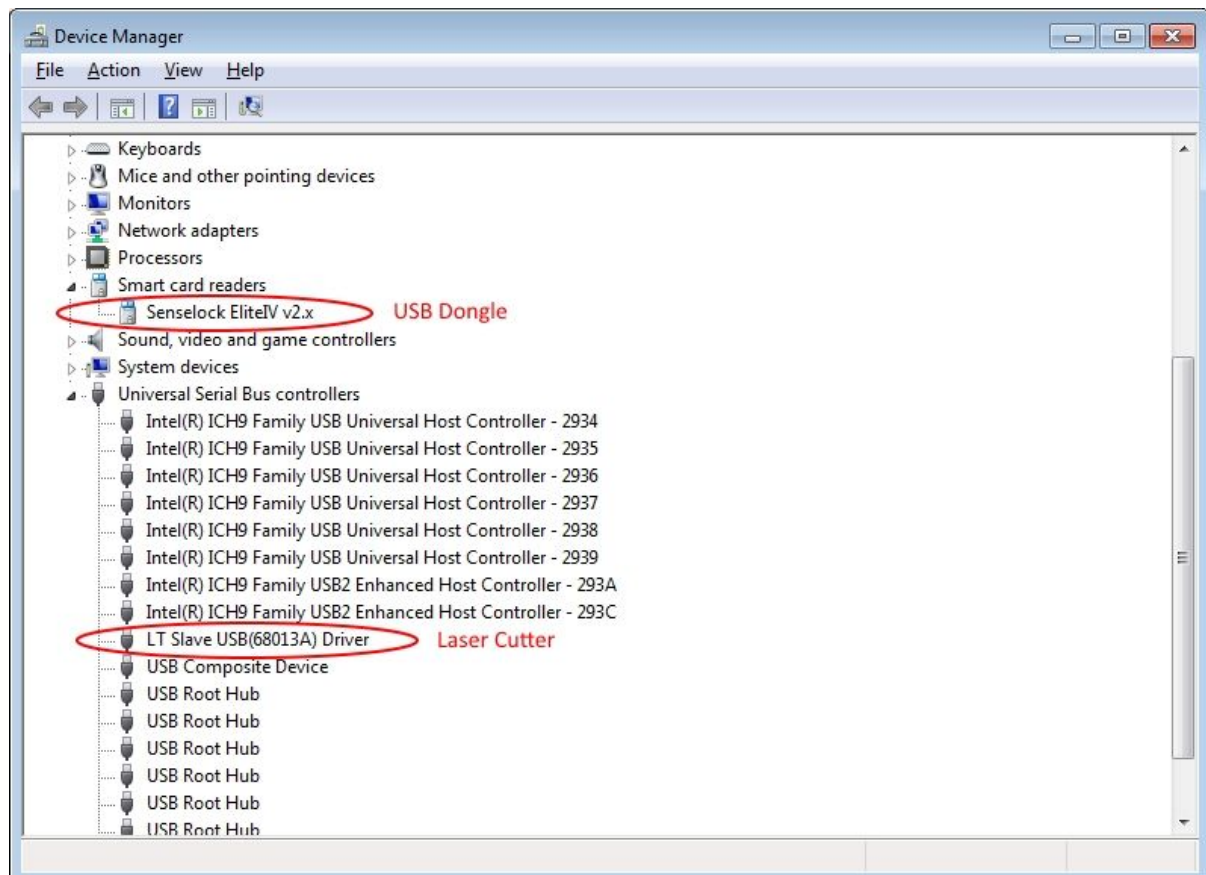 Device Manager
File Action View Help
Keyboards
Mice and other pointing devices
Monitors
Network adapters
Processors
Smart card readers
Senselock EliteIV v2.x USB Dongle
Sound, video and game controllers
System devices
Universal Serial Bus controllers
Intel(R) ICH9 Family USB Universal Host Controller - 2934
Intel(R) ICH9 Family USB Universal Host Controller - 2935
Intel(R) ICH9 Family USB Universal Host Controller - 2936
Intel(R) ICH9 Family USB Universal Host Controller - 2937
Intel(R) ICH9 Family USB Universal Host Controller - 2938
Intel(R) ICH9 Family USB Universal Host Controller - 2939
Intel(R) ICH9 Family USB2 Enhanced Host Controller - 293A
Intel(R) ICH9 Family USB2 Enhanced Host Controller - 293C
LT Slave USB(68013A) Driver Laser Cutter
USB Composite Device
USB Root Hub
USB Root Hub
USB Root Hub
USB Root Hub
USB Root Hub
USB Root Hub